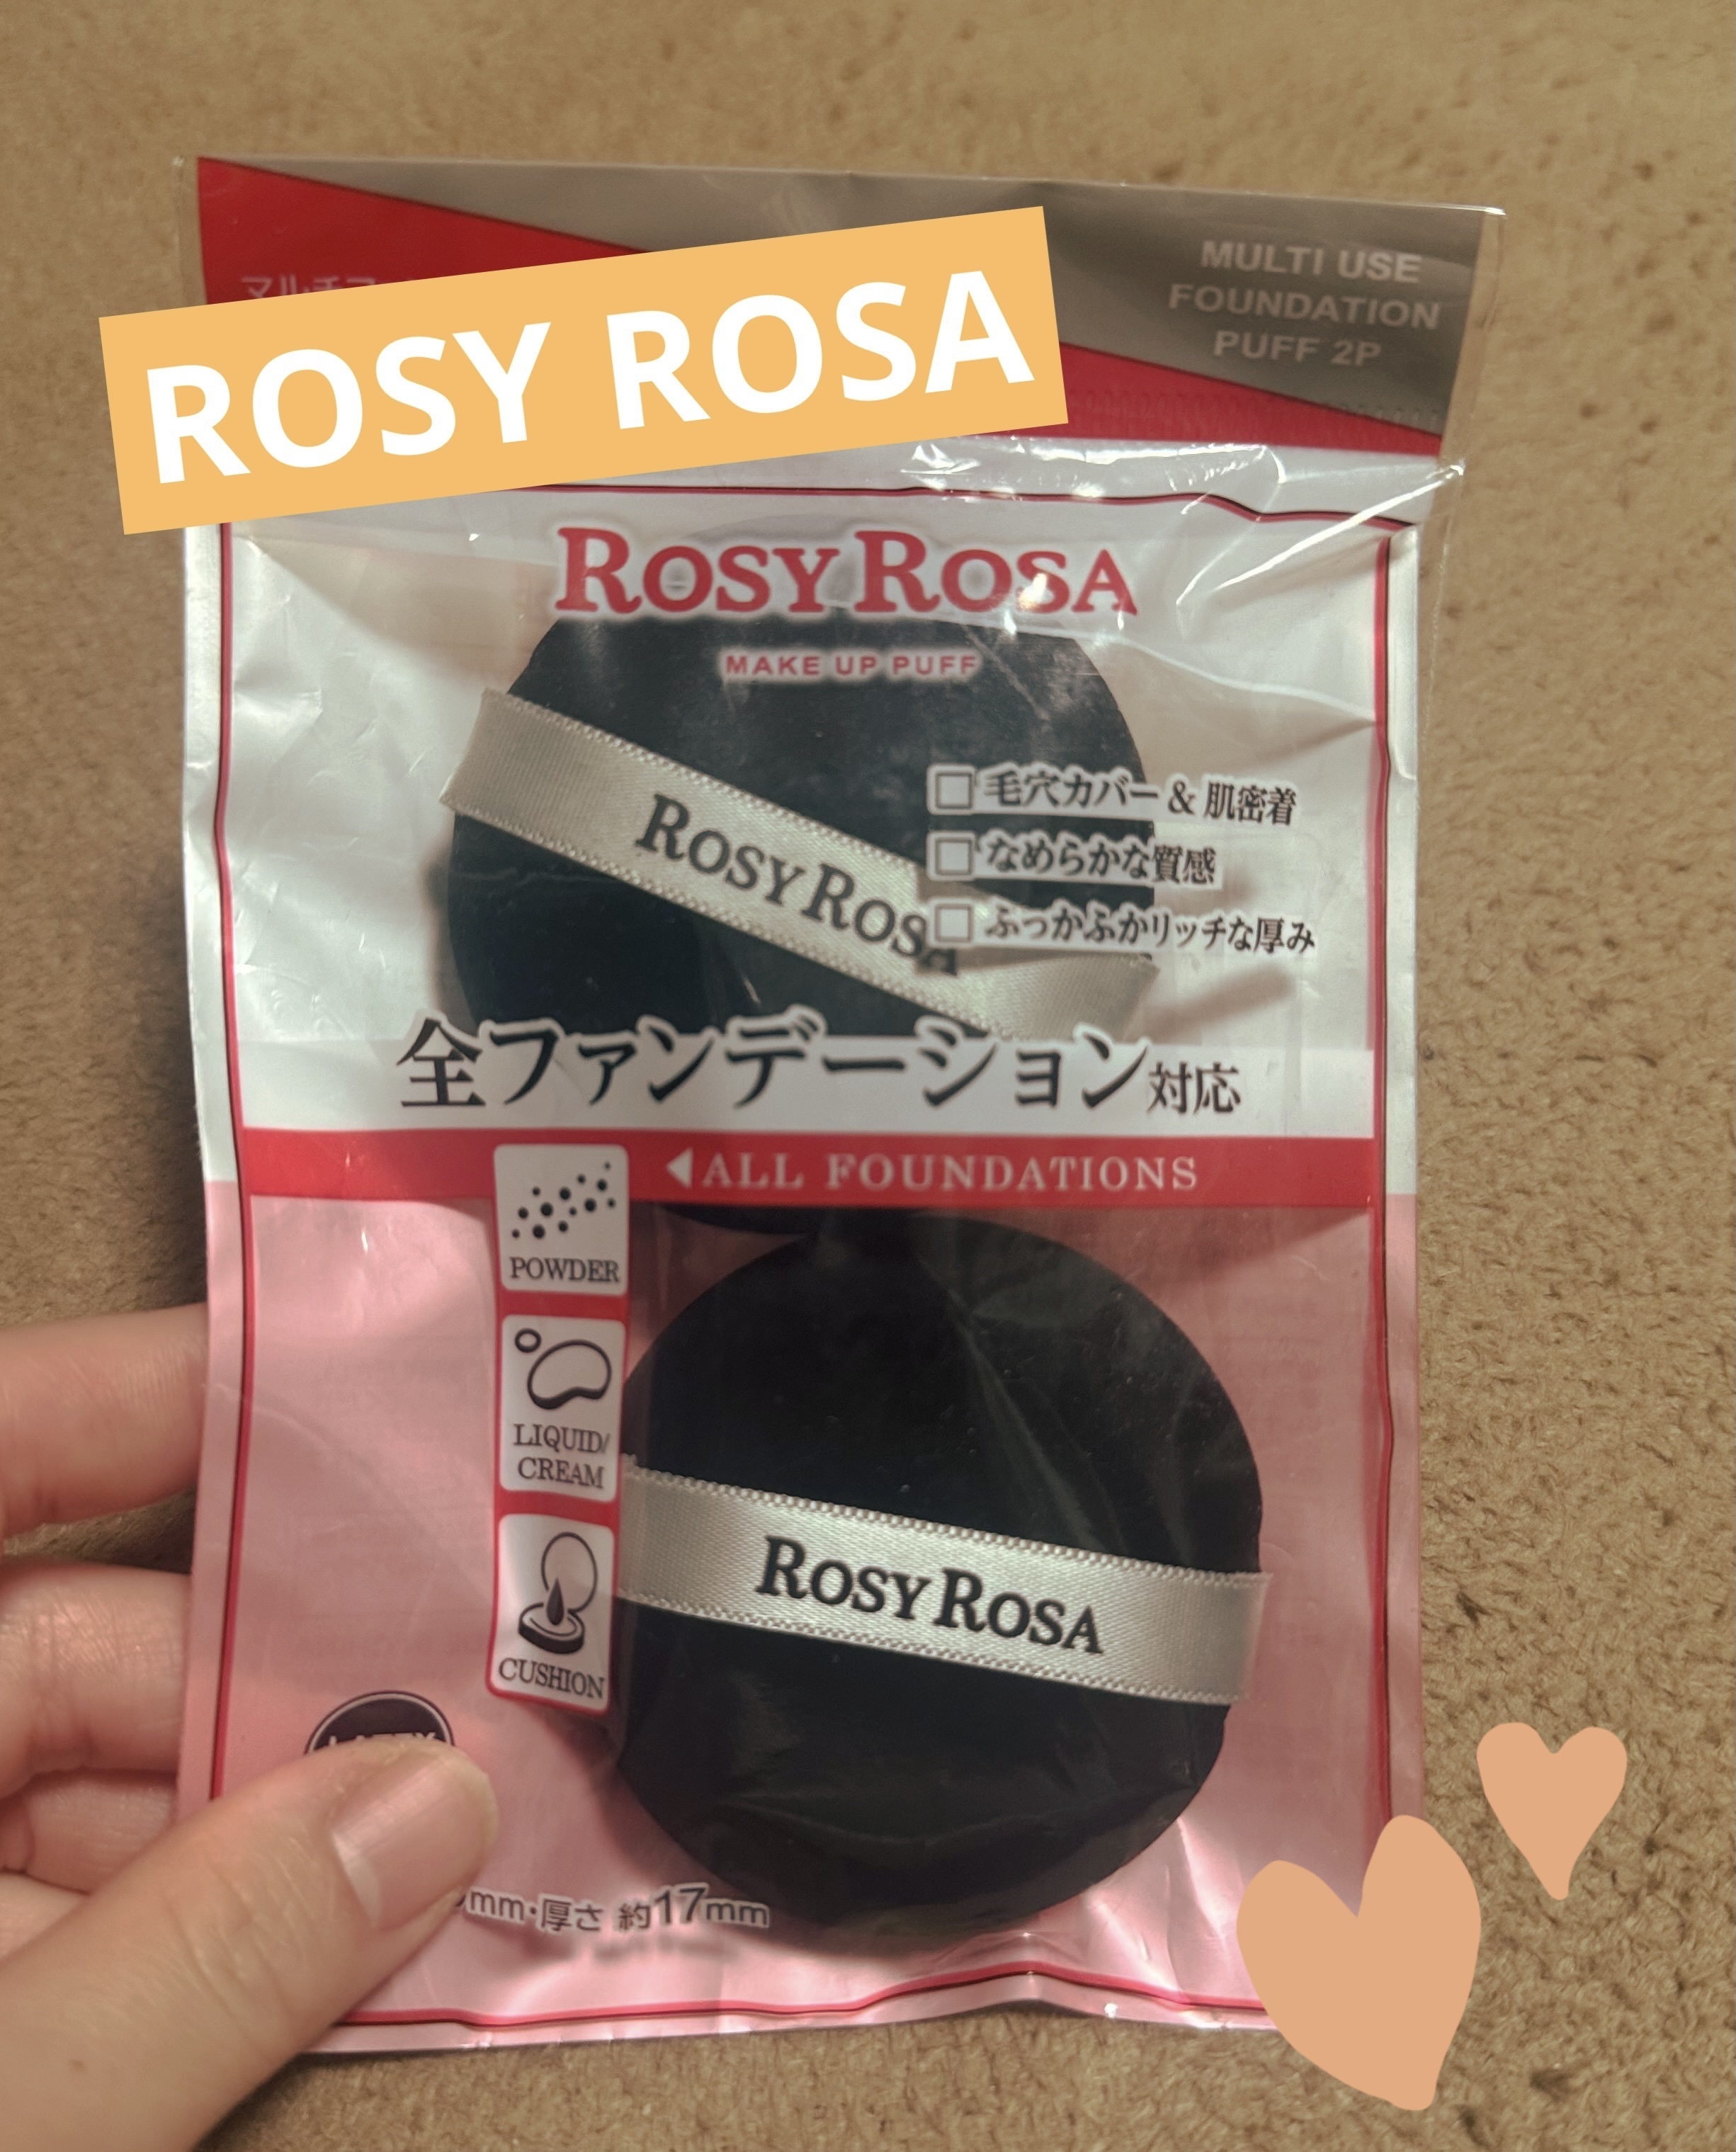 ROSY ROSA
MULTI USE
FOUNDATION
PUFF 2P
ROSY ROSA
MAKE UP PUFF
ROSY ROSA
□毛穴カバー & 肌密着
□なめらかな質感
□ふっかふかリッチな厚み
全ファンデーション対応
◀ALL FOUNDATIONS
POWDER
LIQUID/
CREAM
CUSHION
ROSY ROSA
mm・厚さ 約17mm